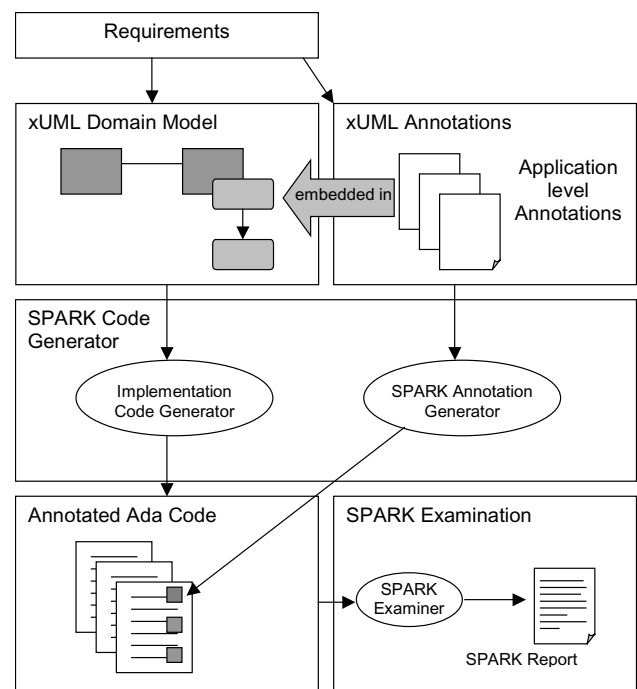 Requirements
xUML Domain Model
xUML Annotations
embedded in
Application
level
Annotations
SPARK Code
Generator
Implementation
Code Generator
SPARK Annotation
Generator
Annotated Ada Code
SPARK Examination
SPARK
Examiner
SPARK Report